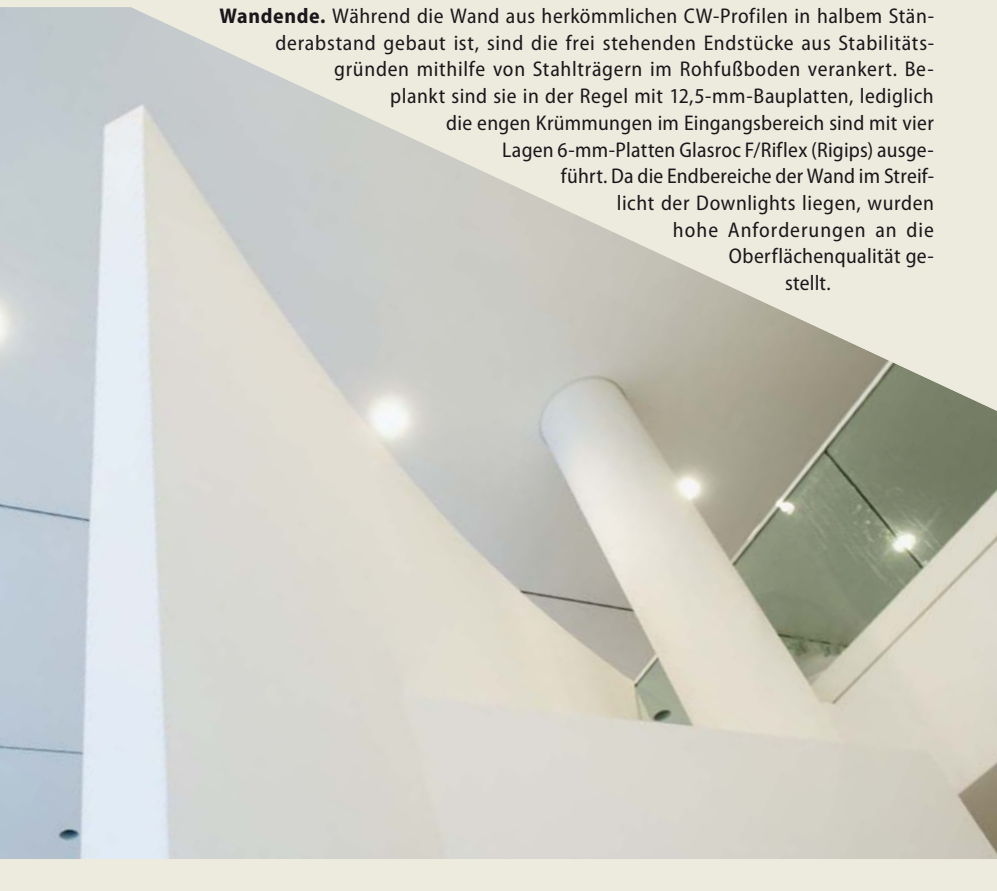 Wandende. Während die Wand aus herkömmlichen CW-Profilen in halbem Stän-
derabstand gebaut ist, sind die frei stehenden Endstücke aus Stabilitäts-
gründen mithilfe von Stahlträgern im Rohfußboden verankert. Be-
plankt sind sie in der Regel mit 12,5-mm-Bauplatten, lediglich
die engen Krümmungen im Eingangsbereich sind mit vier
Lagen 6-mm-Platten Glasroc F/Riflex (Rigips) ausge-
führt. Da die Endbereiche der Wand im Streif-
licht der Downlights liegen, wurden
hohe Anforderungen an die
Oberflächenqualität ge-
stellt.